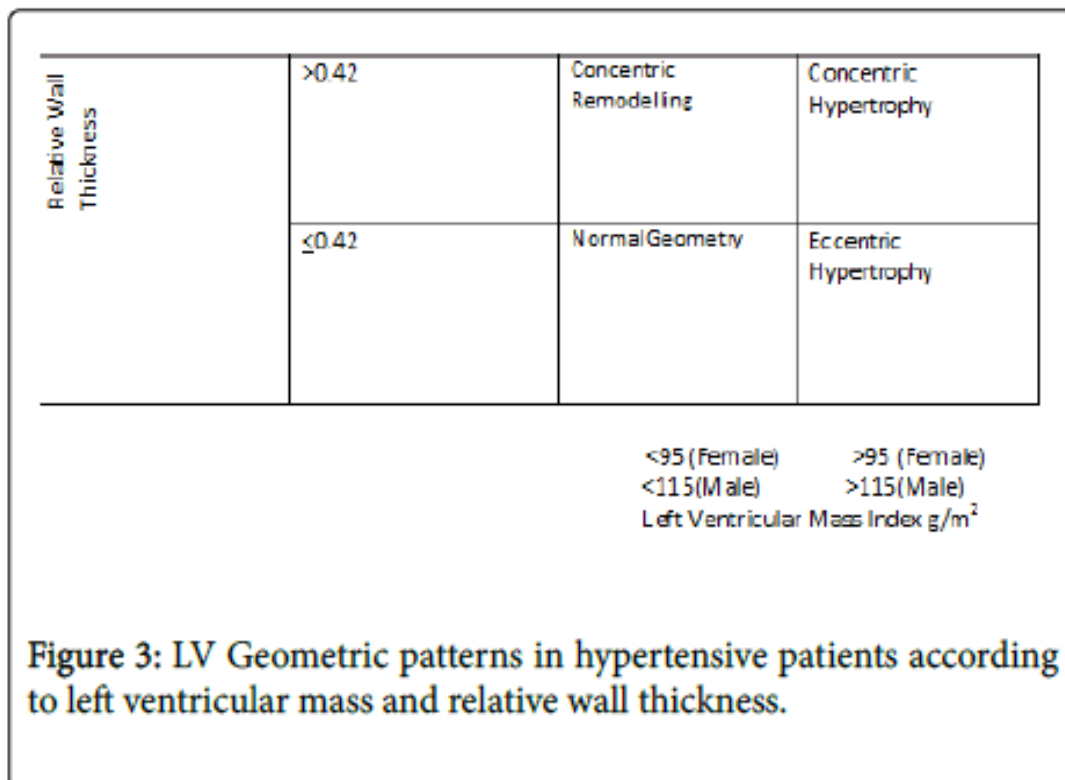 Relative Wall
Thickness
>0.42
Concentric
Remodelling
Concentric
Hypertrophy
≤0.42
Normal Geometry
Eccentric
Hypertrophy
<95 (Female) >95 (Female)
<115(Male) >115(Male)
Left Ventricular Mass Index g/m²
Figure 3: LV Geometric patterns in hypertensive patients according
to left ventricular mass and relative wall thickness.